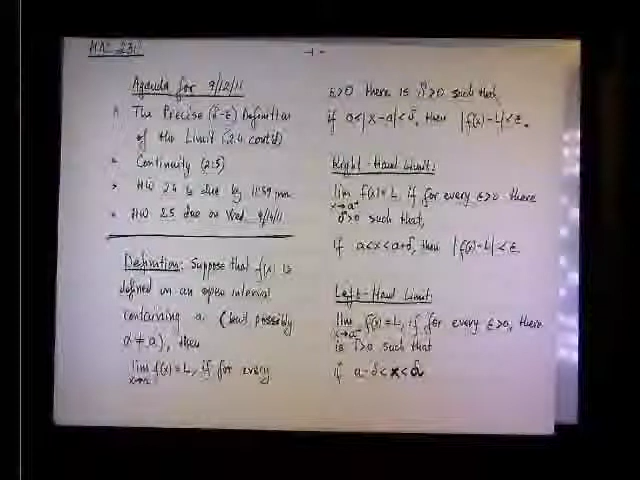 MA 231
- 1 -
Agenda for 9/12/11
The Precise (δ-ε) Definition
of the Limit (2.4 cont'd)
Continuity (2.5)
HW 2.4 is due by 11:59 pm
HW 2.5 due on Wed. 9/14/11
Definition: Suppose that f(x) is
defined on an open interval
containing a, (but possibly
a ≠ a), then
lim f(x) = L, if for every
x→a
ε>0 there is δ>0 such that,
if a<|x-a|<δ, then |f(x)-L|<ε.
Right-Hand Limit:
lim f(x) = L, if for every ε>0 there
x→a⁺
δ>0 such that,
if a<x<a+δ, then |f(x)-L|<ε
Left-Hand Limit:
lim f(x) = L, if for every ε>0, there
x→a⁻
is δ>0 such that
if a-δ<x<a